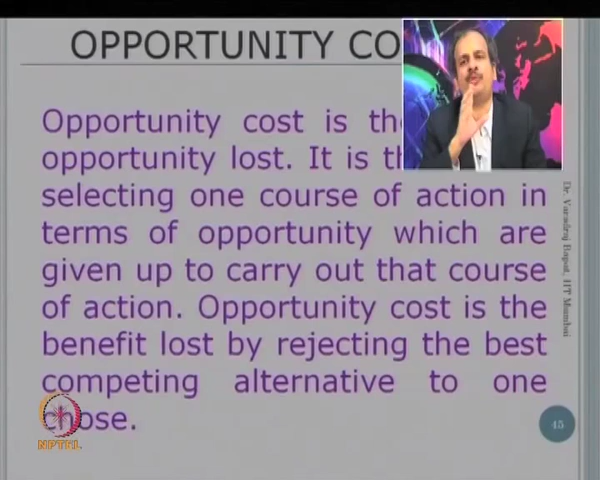 OPPORTUNITY CO
Opportunity cost is the
opportunity lost. It is th
selecting one course of action in
terms of opportunity which are
given up to carry out that course
of action. Opportunity cost is the
benefit lost by rejecting the best
competing alternative to one
chose.
Dr. Varadraj Bapat, IIT Mumbai
45
NPTEL